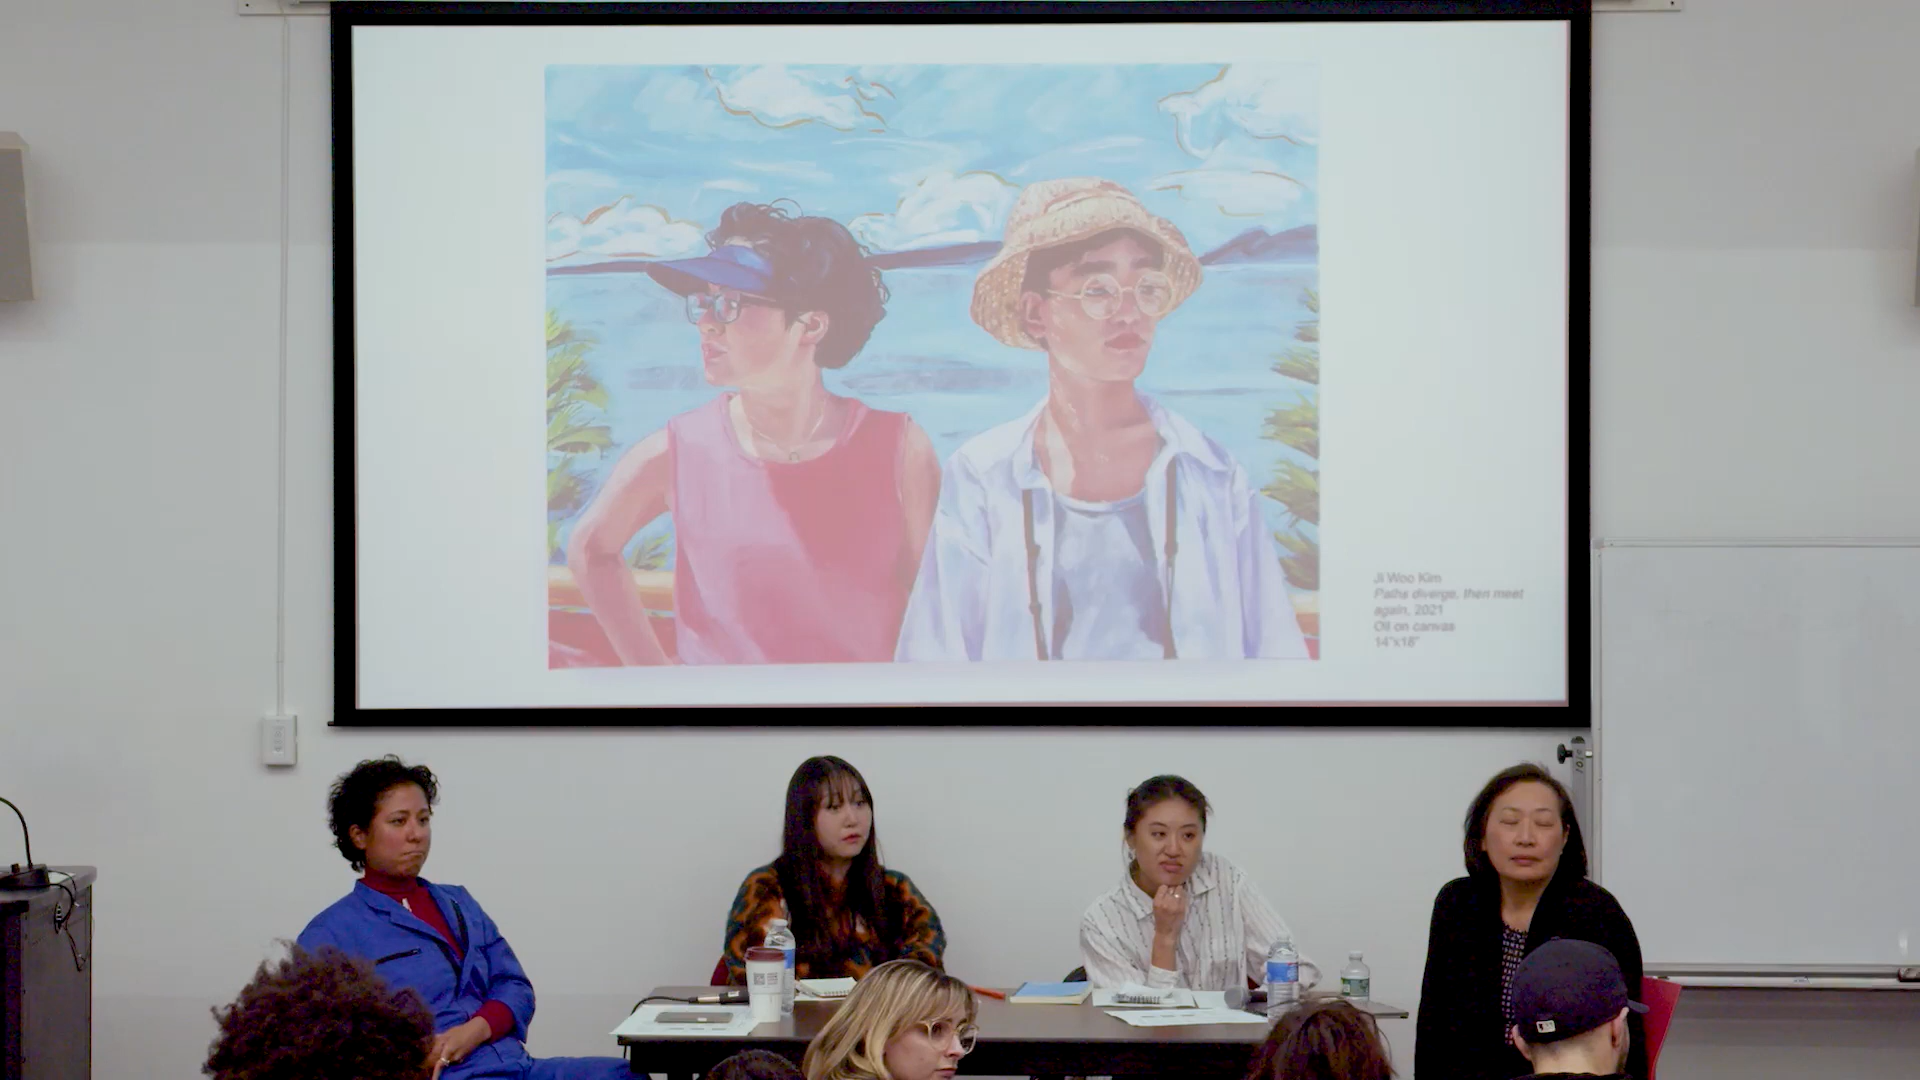 Ji Woo Kim
Paths diverge, then meet
again, 2021
Oil on canvas
14"x18"